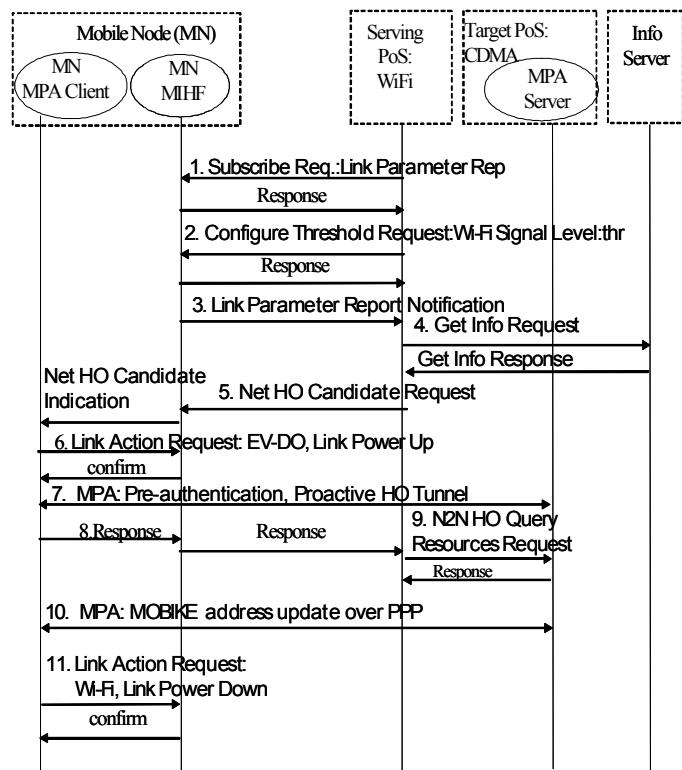 Mobile Node (MN)
MN
MPA Client
MN
MIHF
Serving
PoS:
WiFi
Target PoS:
CDMA
MPA
Server
Info
Server
1. Subscribe Req.:Link Parameter Rep
Response
2. Configure Threshold Request:Wi-Fi Signal Level:thr
Response
3. Link Parameter Report Notification
4. Get Info Request
Get Info Response
Net HO Candidate
Indication
5. Net HO Candidate Request
6. Link Action Request: EV-DO, Link Power Up
confirm
7. MPA: Pre-authentication, Proactive HO Tunnel
8.Response
Response
9. N2N HO Query
Resources Request
Response
10. MPA: MOBIKE address update over PPP
11. Link Action Request:
Wi-Fi, Link Power Down
confirm